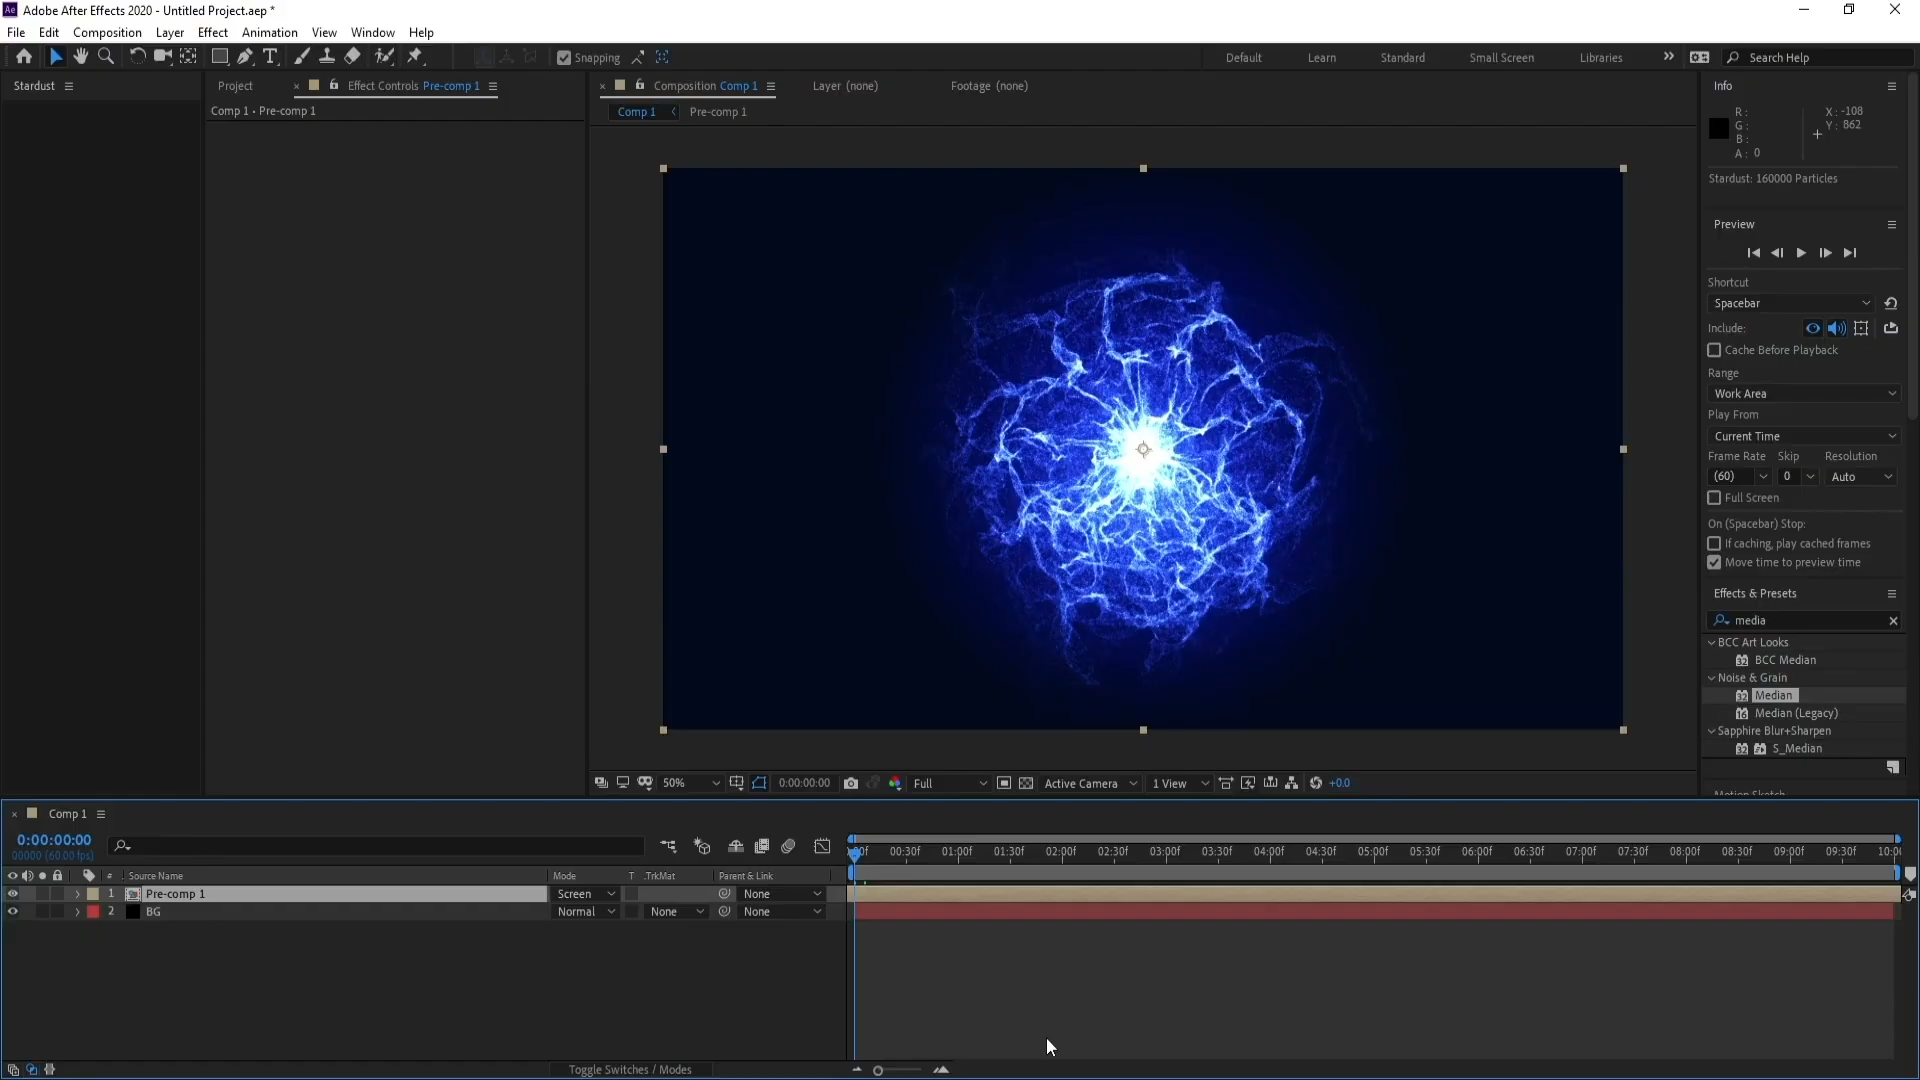 Adobe After Effects 2020 - Untitled Project.aep *
File Edit Composition Layer Effect Animation View Window Help
Snapping
Default Learn Standard Small Screen Libraries
Search Help
Stardust
Project
Effect Controls Pre-comp 1
Comp 1 • Pre-comp 1
Composition Comp 1
Layer (none)
Footage (none)
Comp 1
Pre-comp 1
Info
R :
G :
B :
A : 0
X : -108
Y : 862
Stardust: 160000 Particles
Preview
Shortcut
Spacebar
Include:
Cache Before Playback
Range
Work Area
Play From
Current Time
Frame Rate Skip Resolution
(60) 0 Auto
Full Screen
On (Spacebar) Stop:
If caching, play cached frames
Move time to preview time
Effects & Presets
media
BCC Art Looks
BCC Median
Noise & Grain
Median
Median (Legacy)
Sapphire Blur+Sharpen
S_Median
50% 0:00:00:00 Full Active Camera 1 View +0.0
Comp 1
0:00:00:00
00000 (60.00 fps)
00:30f 01:00f 01:30f 02:00f 02:30f 03:00f 03:30f 04:00f 04:30f 05:00f 05:30f 06:00f 06:30f 07:00f 07:30f 08:00f 08:30f 09:00f 09:30f
# Source Name Mode T .TrkMat Parent & Link
1 Pre-comp 1 Screen None
2 BG Normal None None
Toggle Switches / Modes